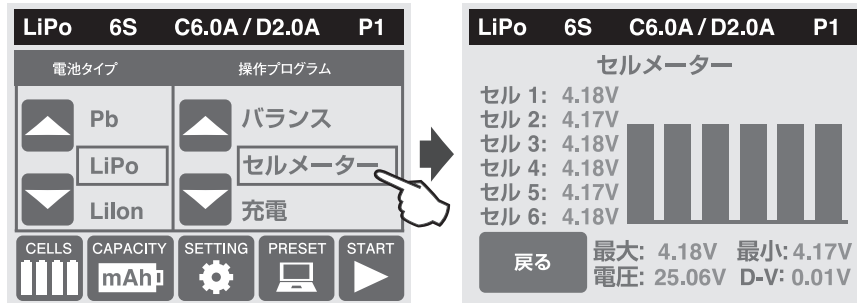 LiPo 6S C6.0A / D2.0A P1
電池タイプ 操作プログラム
Pb バランス
LiPo セルメーター
LiIon 充電
CELLS CAPACITY SETTING PRESET START
mAh
LiPo 6S C6.0A / D2.0A P1
セルメーター
セル 1: 4.18V
セル 2: 4.17V
セル 3: 4.18V
セル 4: 4.18V
セル 5: 4.17V
セル 6: 4.18V
戻る
最大: 4.18V 最小: 4.17V
電圧: 25.06V D-V: 0.01V